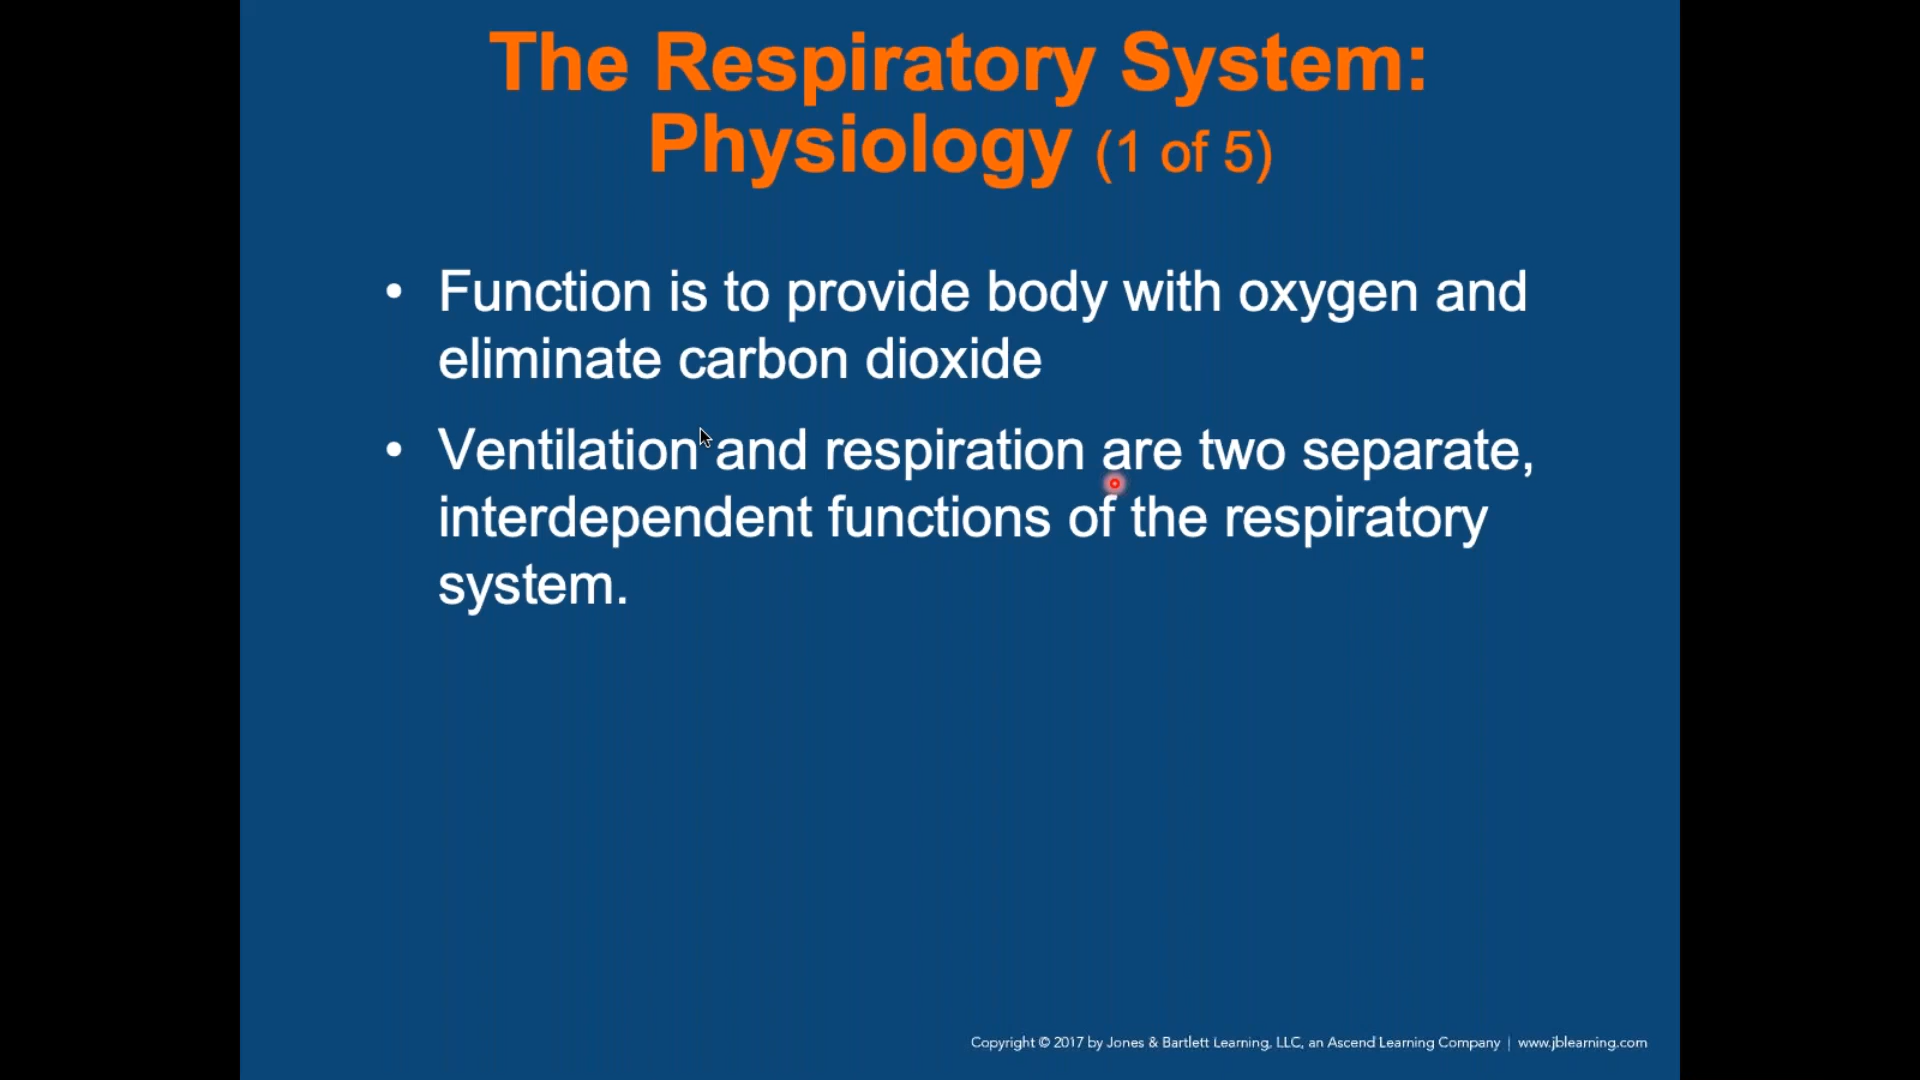 The Respiratory System:
Physiology (1 of 5)
• Function is to provide body with oxygen and
eliminate carbon dioxide
• Ventilation and respiration are two separate,
interdependent functions of the respiratory
system.
Copyright © 2017 by Jones & Bartlett Learning, LLC, an Ascend Learning Company | www.jblearning.com